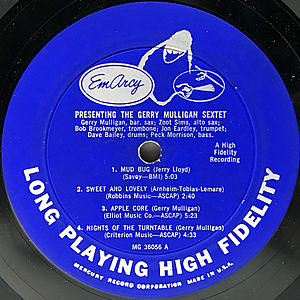 EmArcy
PRESENTING THE GERRY MULLIGAN SEXTET
Gerry Mulligan, bar. sax; Zoot Sims, alto sax;
Bob Brookmeyer, trombone; Jon Eardley, trumpet;
Dave Bailey, drums; Peck Morrison, bass.
A High
Fidelity
Recording
1. MUD BUG (Jerry Lloyd)
(Savoy—BMI) 5:03
2. SWEET AND LOVELY (Arnheim-Tobias-Lemare)
(Robbins Music—ASCAP) 2:40
3. APPLE CORE (Gerry Mulligan)
(Elliot Music Co.—ASCAP) 5:04
4. NIGHTS OF THE TURNTABLE (Gerry Mulligan)
(Criterion Music—ASCAP) 4:33
MG 36056 A
LONG PLAYING HIGH FIDELITY
MERCURY RECORD CORPORATION MADE IN U.S.A.